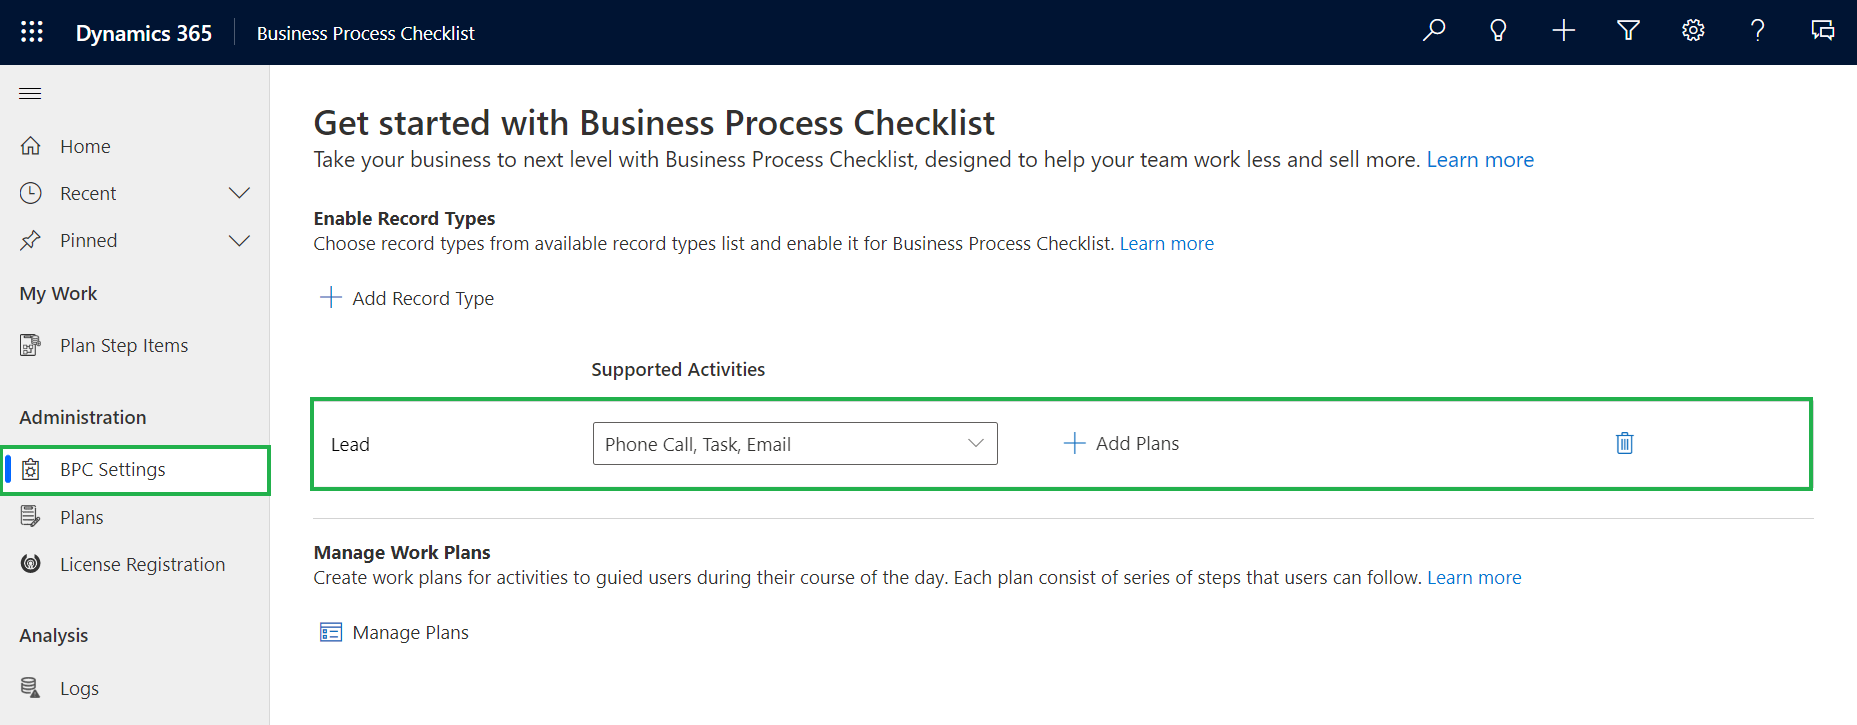 Dynamics 365
Business Process Checklist
Home
Recent
Pinned
My Work
Plan Step Items
Administration
BPC Settings
Plans
License Registration
Analysis
Logs
Get started with Business Process Checklist
Take your business to next level with Business Process Checklist, designed to help your team work less and sell more. Learn more
Enable Record Types
Choose record types from available record types list and enable it for Business Process Checklist. Learn more
Add Record Type
Supported Activities
Lead
Phone Call, Task, Email
Add Plans
Manage Work Plans
Create work plans for activities to guied users during their course of the day. Each plan consist of series of steps that users can follow. Learn more
Manage Plans